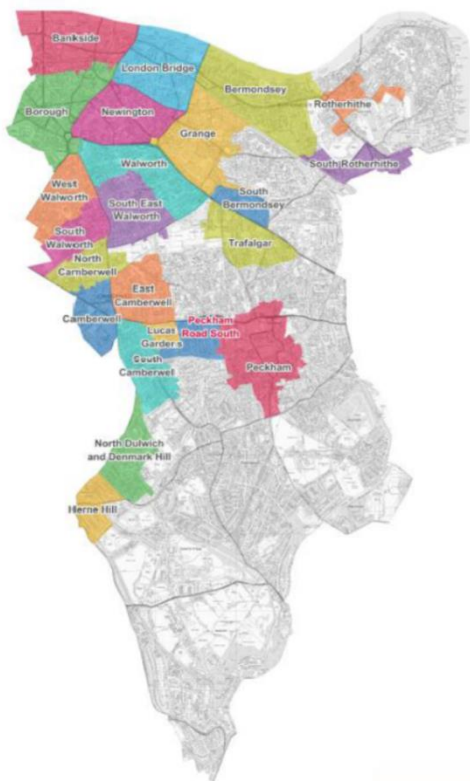 Bankside
London Bridge
Bermondsey
Borough
Newington
Rotherhithe
Grange
Walworth
South Rotherhithe
West
Walworth
South East
Walworth
South
Bermondsey
South
Walworth
Trafalgar
North
Camberwell
East
Camberwell
Camberwell
Peckham
Road South
Lucas
Gardens
South
Camberwell
Peckham
North Dulwich
and Denmark Hill
Herne Hill